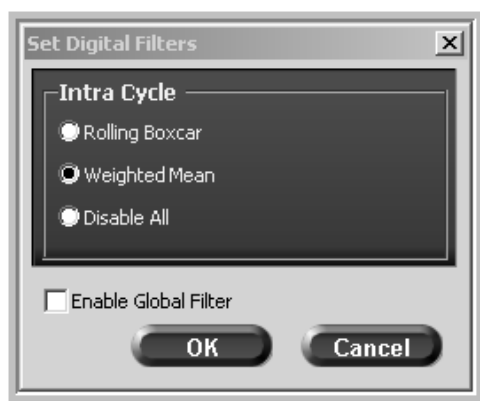 Set Digital Filters
Intra Cycle
Rolling Boxcar
Weighted Mean
Disable All
Enable Global Filter
OK Cancel